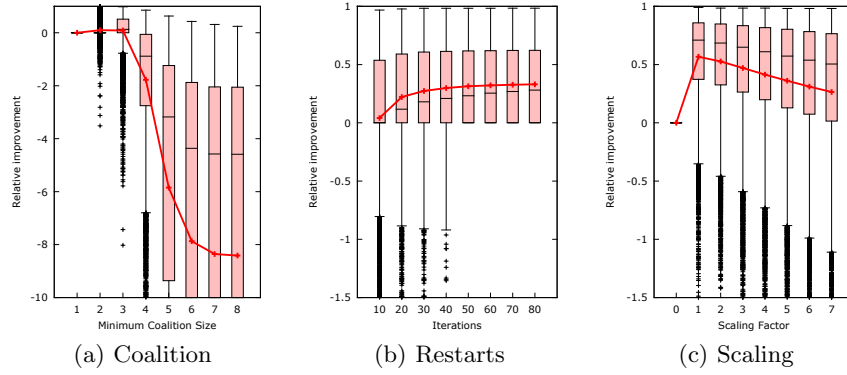 Relative improvement
0
-2
-4
-6
-8
-10
1 2 3 4 5 6 7 8
Minimum Coalition Size
(a) Coalition
Relative improvement
1
0.5
0
-0.5
-1
-1.5
10 20 30 40 50 60 70 80
Iterations
(b) Restarts
Relative improvement
1
0.5
0
-0.5
-1
-1.5
0 1 2 3 4 5 6 7
Scaling Factor
(c) Scaling